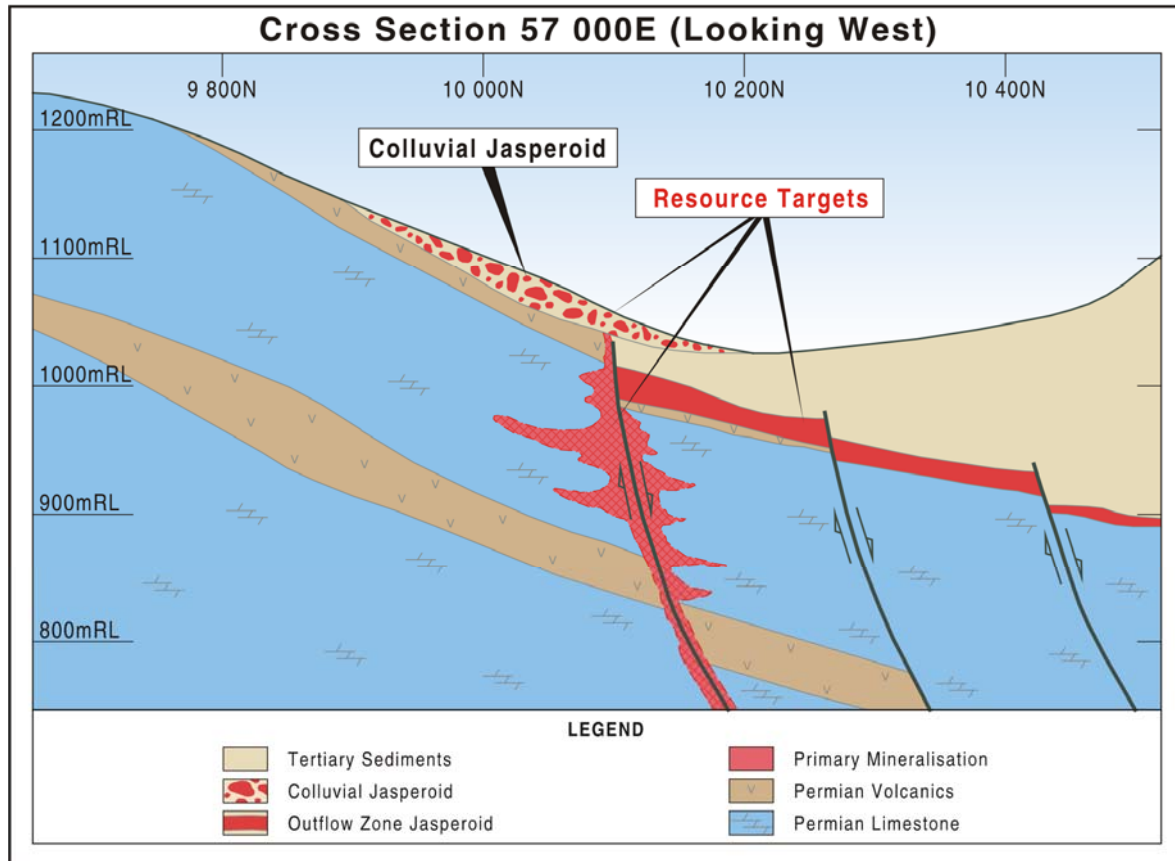 Cross Section 57 000E (Looking West)
9 800N
10 000N
10 200N
10 400N
1200mRL
Colluvial Jasperoid
Resource Targets
1100mRL
1000mRL
900mRL
800mRL
LEGEND
Tertiary Sediments
Primary Mineralisation
Colluvial Jasperoid
Permian Volcanics
Outflow Zone Jasperoid
Permian Limestone